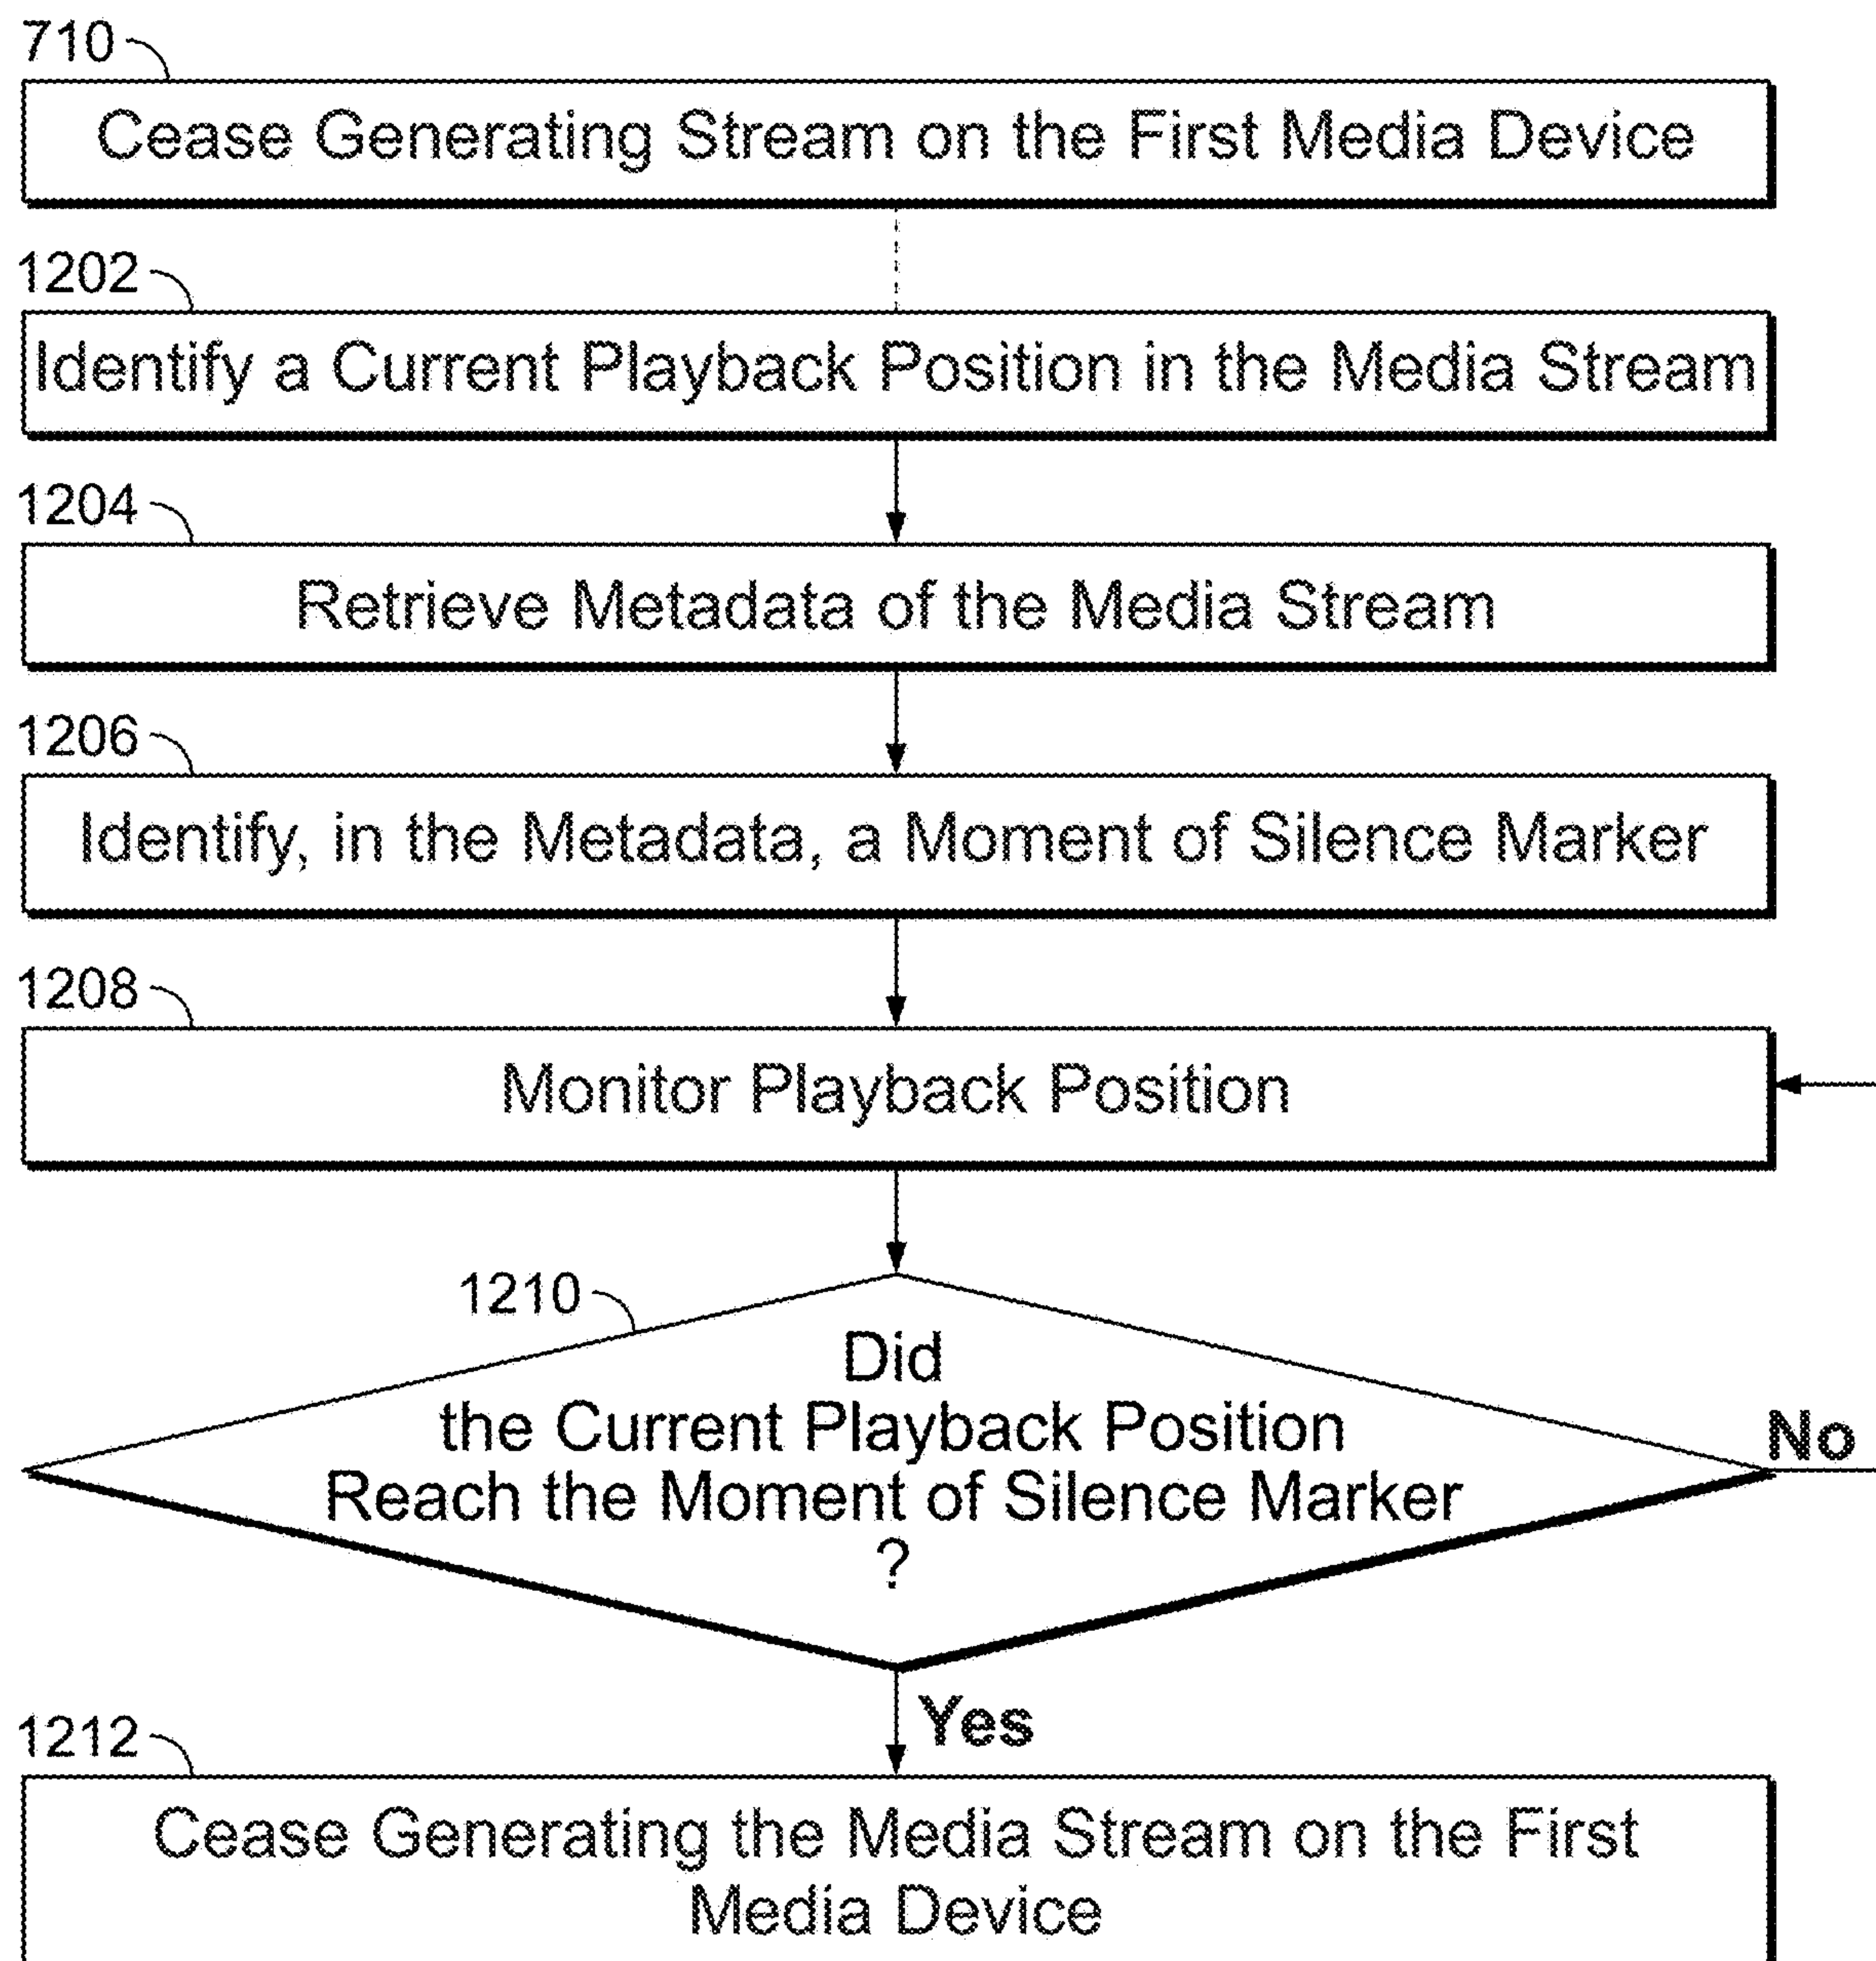 710
Cease Generating Stream on the First Media Device
1202
Identify a Current Playback Position in the Media Stream
1204
Retrieve Metadata of the Media Stream
1206
Identify, in the Metadata, a Moment of Silence Marker
1208
Monitor Playback Position
1210
Did
the Current Playback Position
Reach the Moment of Silence Marker
?
No
Yes
1212
Cease Generating the Media Stream on the First
Media Device